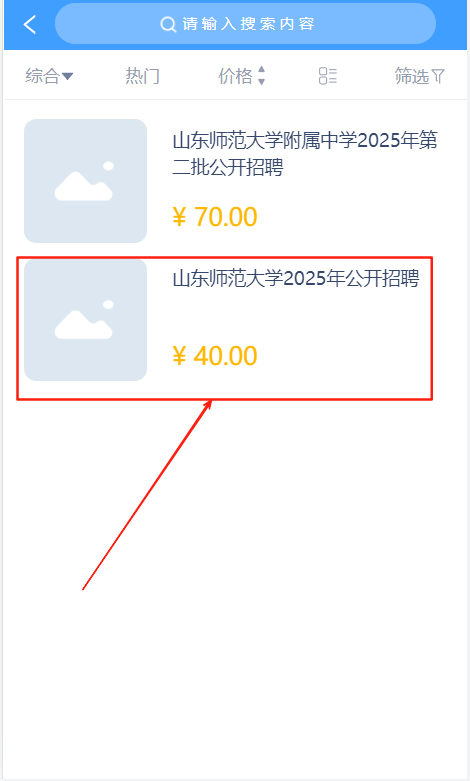 请输入搜索内容
综合 热门 价格 筛选
山东师范大学附属中学2025年第
二批公开招聘
¥ 70.00
山东师范大学2025年公开招聘
¥ 40.00